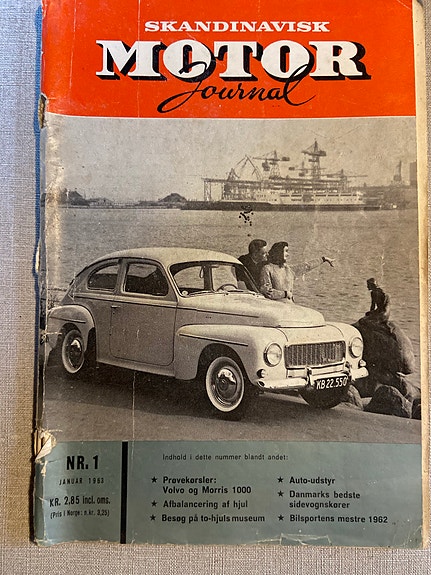 SKANDINAVISK
MOTOR
Journal
KB 22.550
NR. 1
JANUAR 1963
KR. 2.85 incl. oms.
(Pris i Norge: n.kr. 3,25)
Indhold i dette nummer blandt andet:
★ Prøvekørsler:
Volvo og Morris 1000
★ Afbalancering af hjul
★ Besøg på to-hjuls museum
★ Auto-udstyr
★ Danmarks bedste
sidevognskører
★ Bilsportens mestre 1962